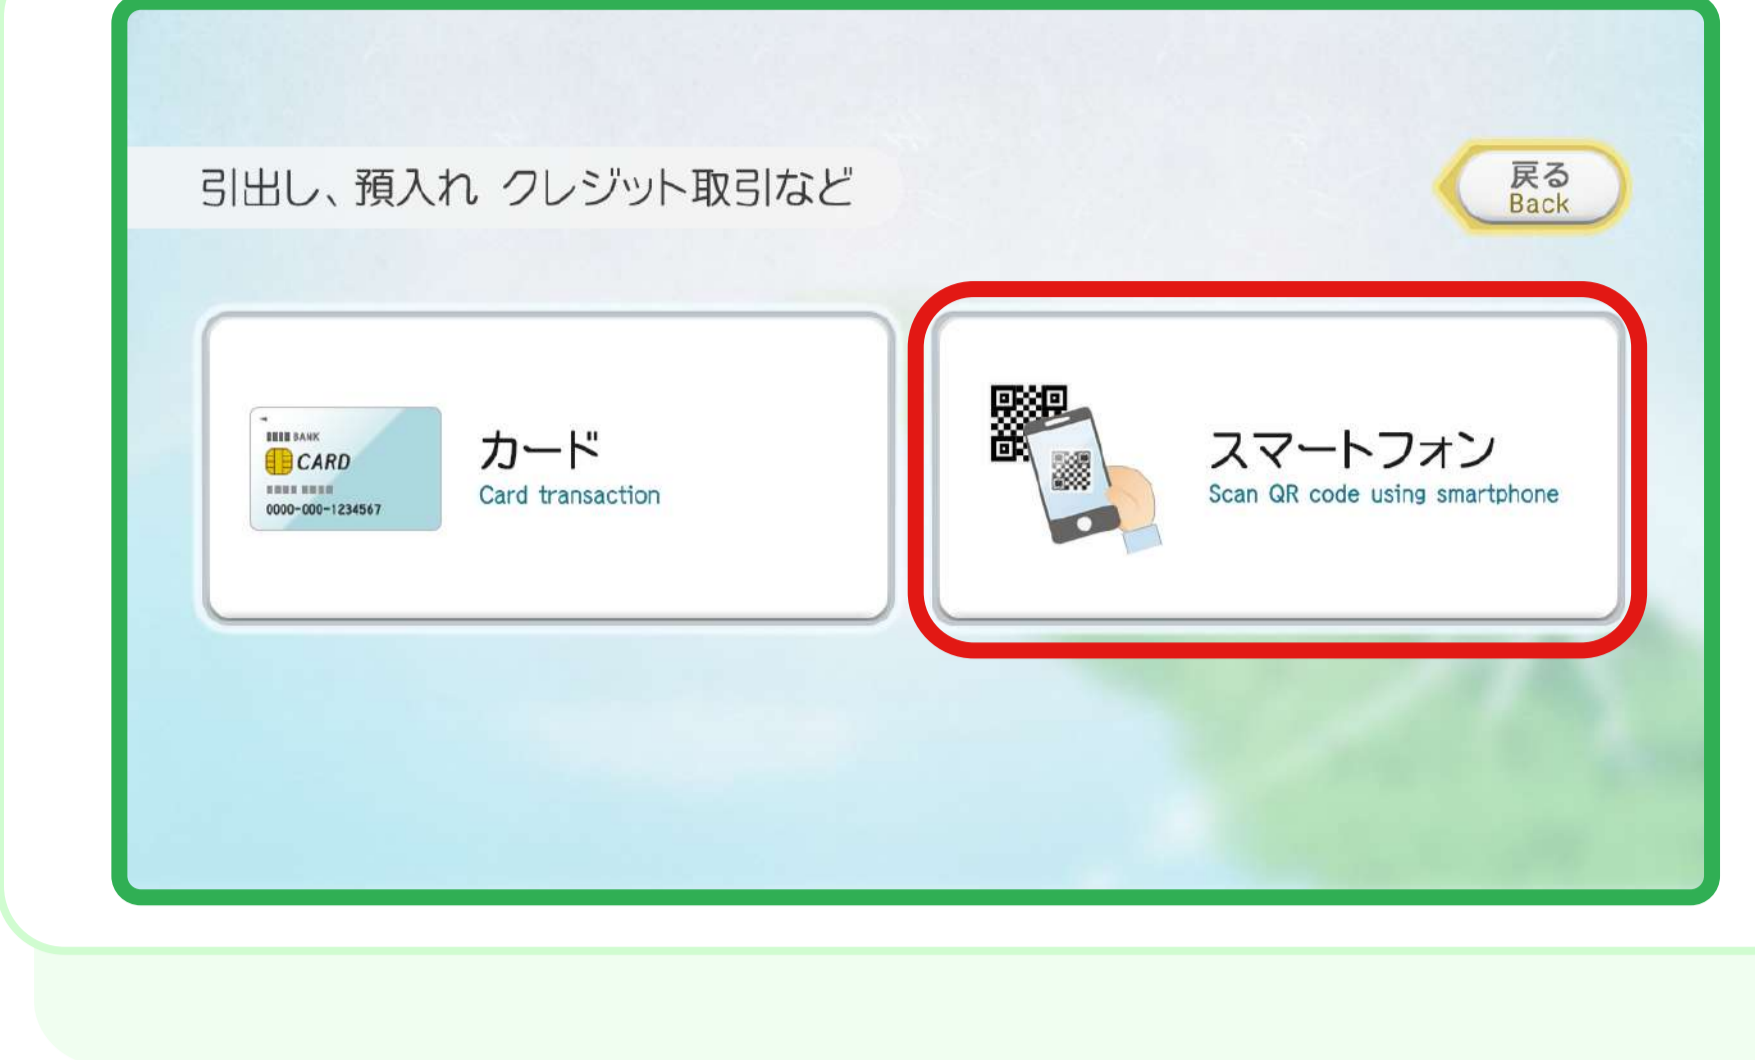 引出し、預入れ クレジット取引など
戻る
Back
BANK
CARD
0000-000-1234567
カード
Card transaction
スマートフォン
Scan QR code using smartphone